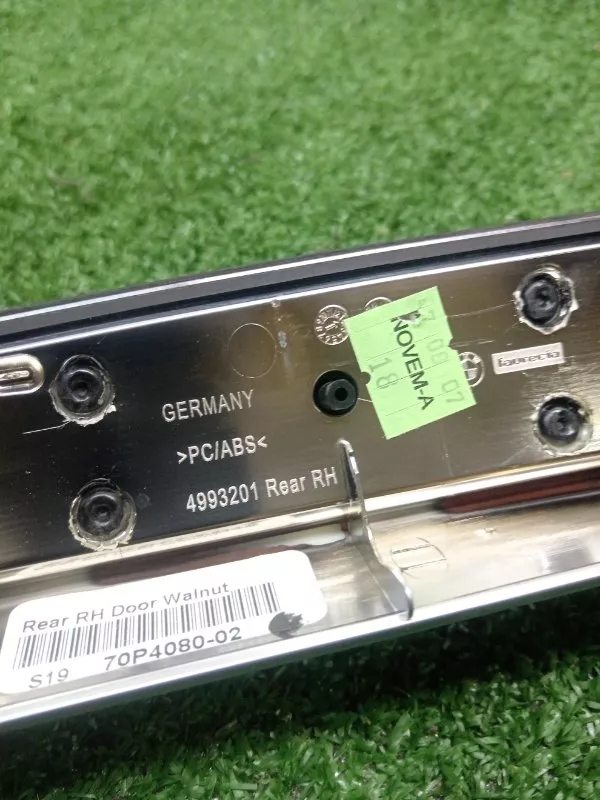 GERMANY
>PC/ABS<
4993201 Rear RH
NOVEM-A
18
faurecia
Rear RH Door Walnut
S19 70P4080-02